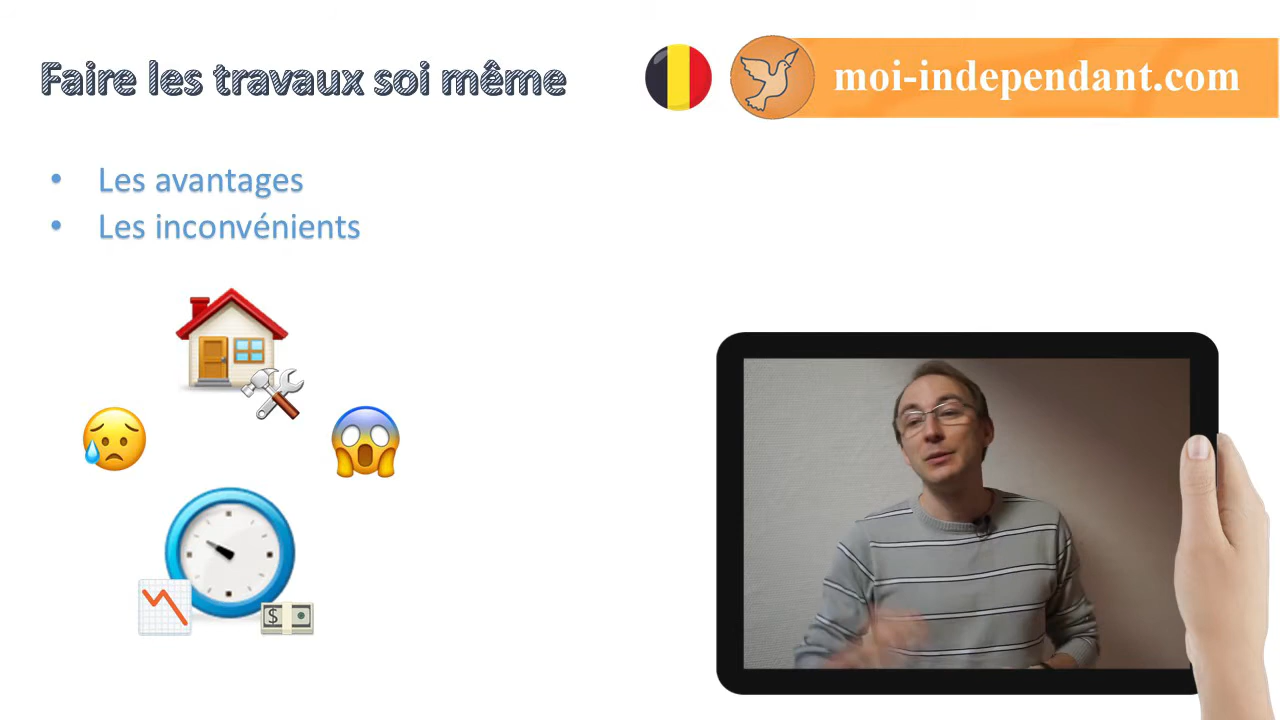 Faire les travaux soi même
moi-independant.com
• Les avantages
• Les inconvénients
$